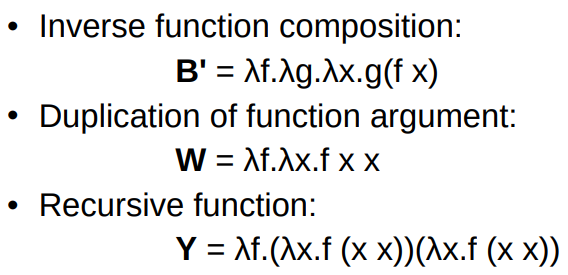 • Inverse function composition:
B' = λf.λg.λx.g(f x)
• Duplication of function argument:
W = λf.λx.f x x
• Recursive function:
Y = λf.(λx.f (x x))(λx.f (x x))